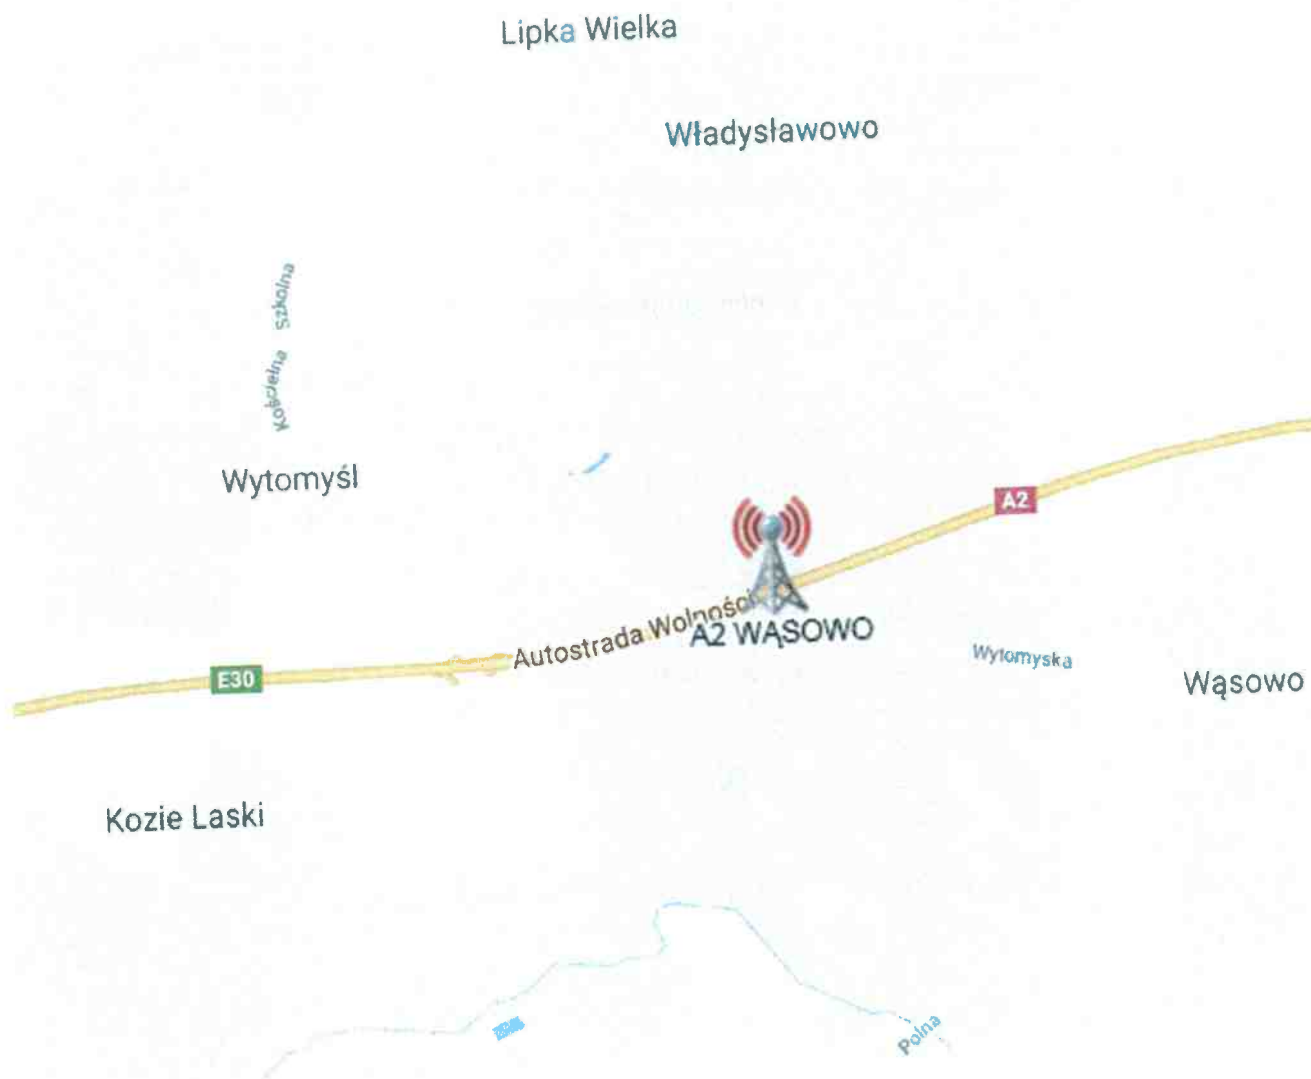 Lipka Wielka
Władysławowo
Szkolna
Kościelna
Wytomyśl
A2
Autostrada Wolności
A2 WĄSOWO
E30
Wytomyska
Wąsowo
Kozie Laski
Polna